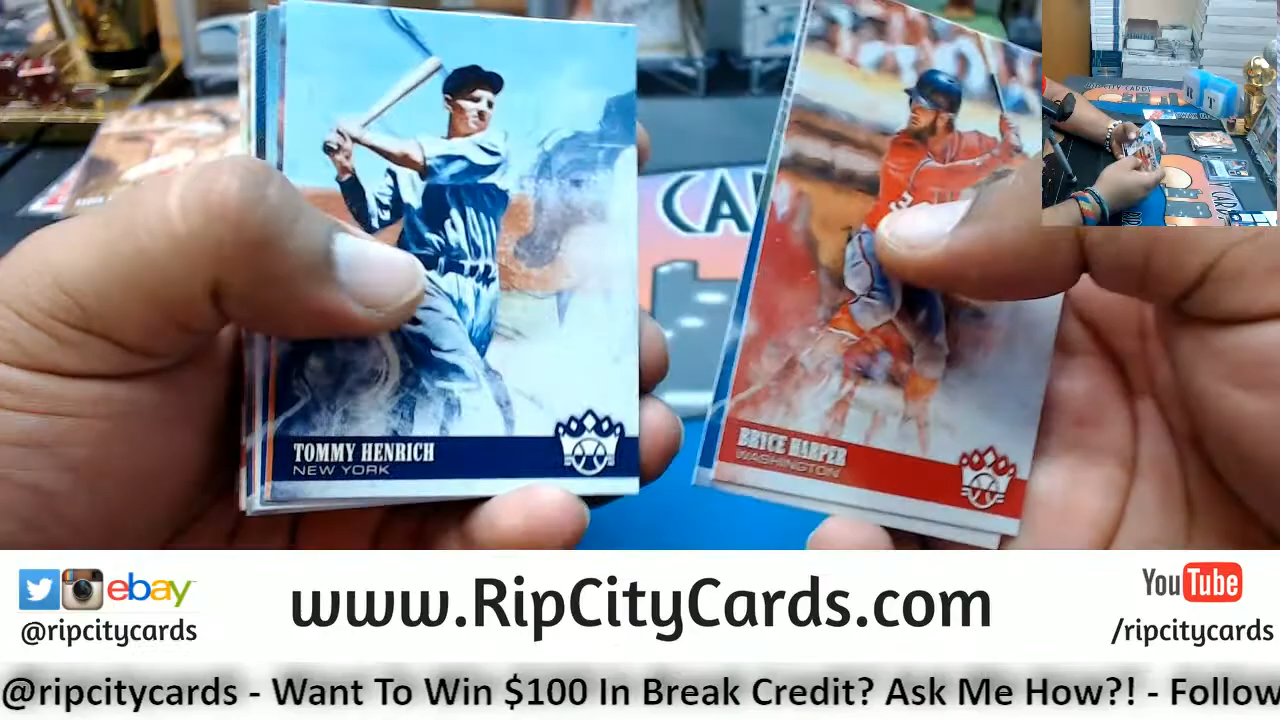 TOMMY HENRICH
NEW YORK
BRYCE HARPER
WASHINGTON
ebay
@ripcitycards
www.RipCityCards.com
YouTube
/ripcitycards
@ripcitycards - Want To Win $100 In Break Credit? Ask Me How?! - Follow